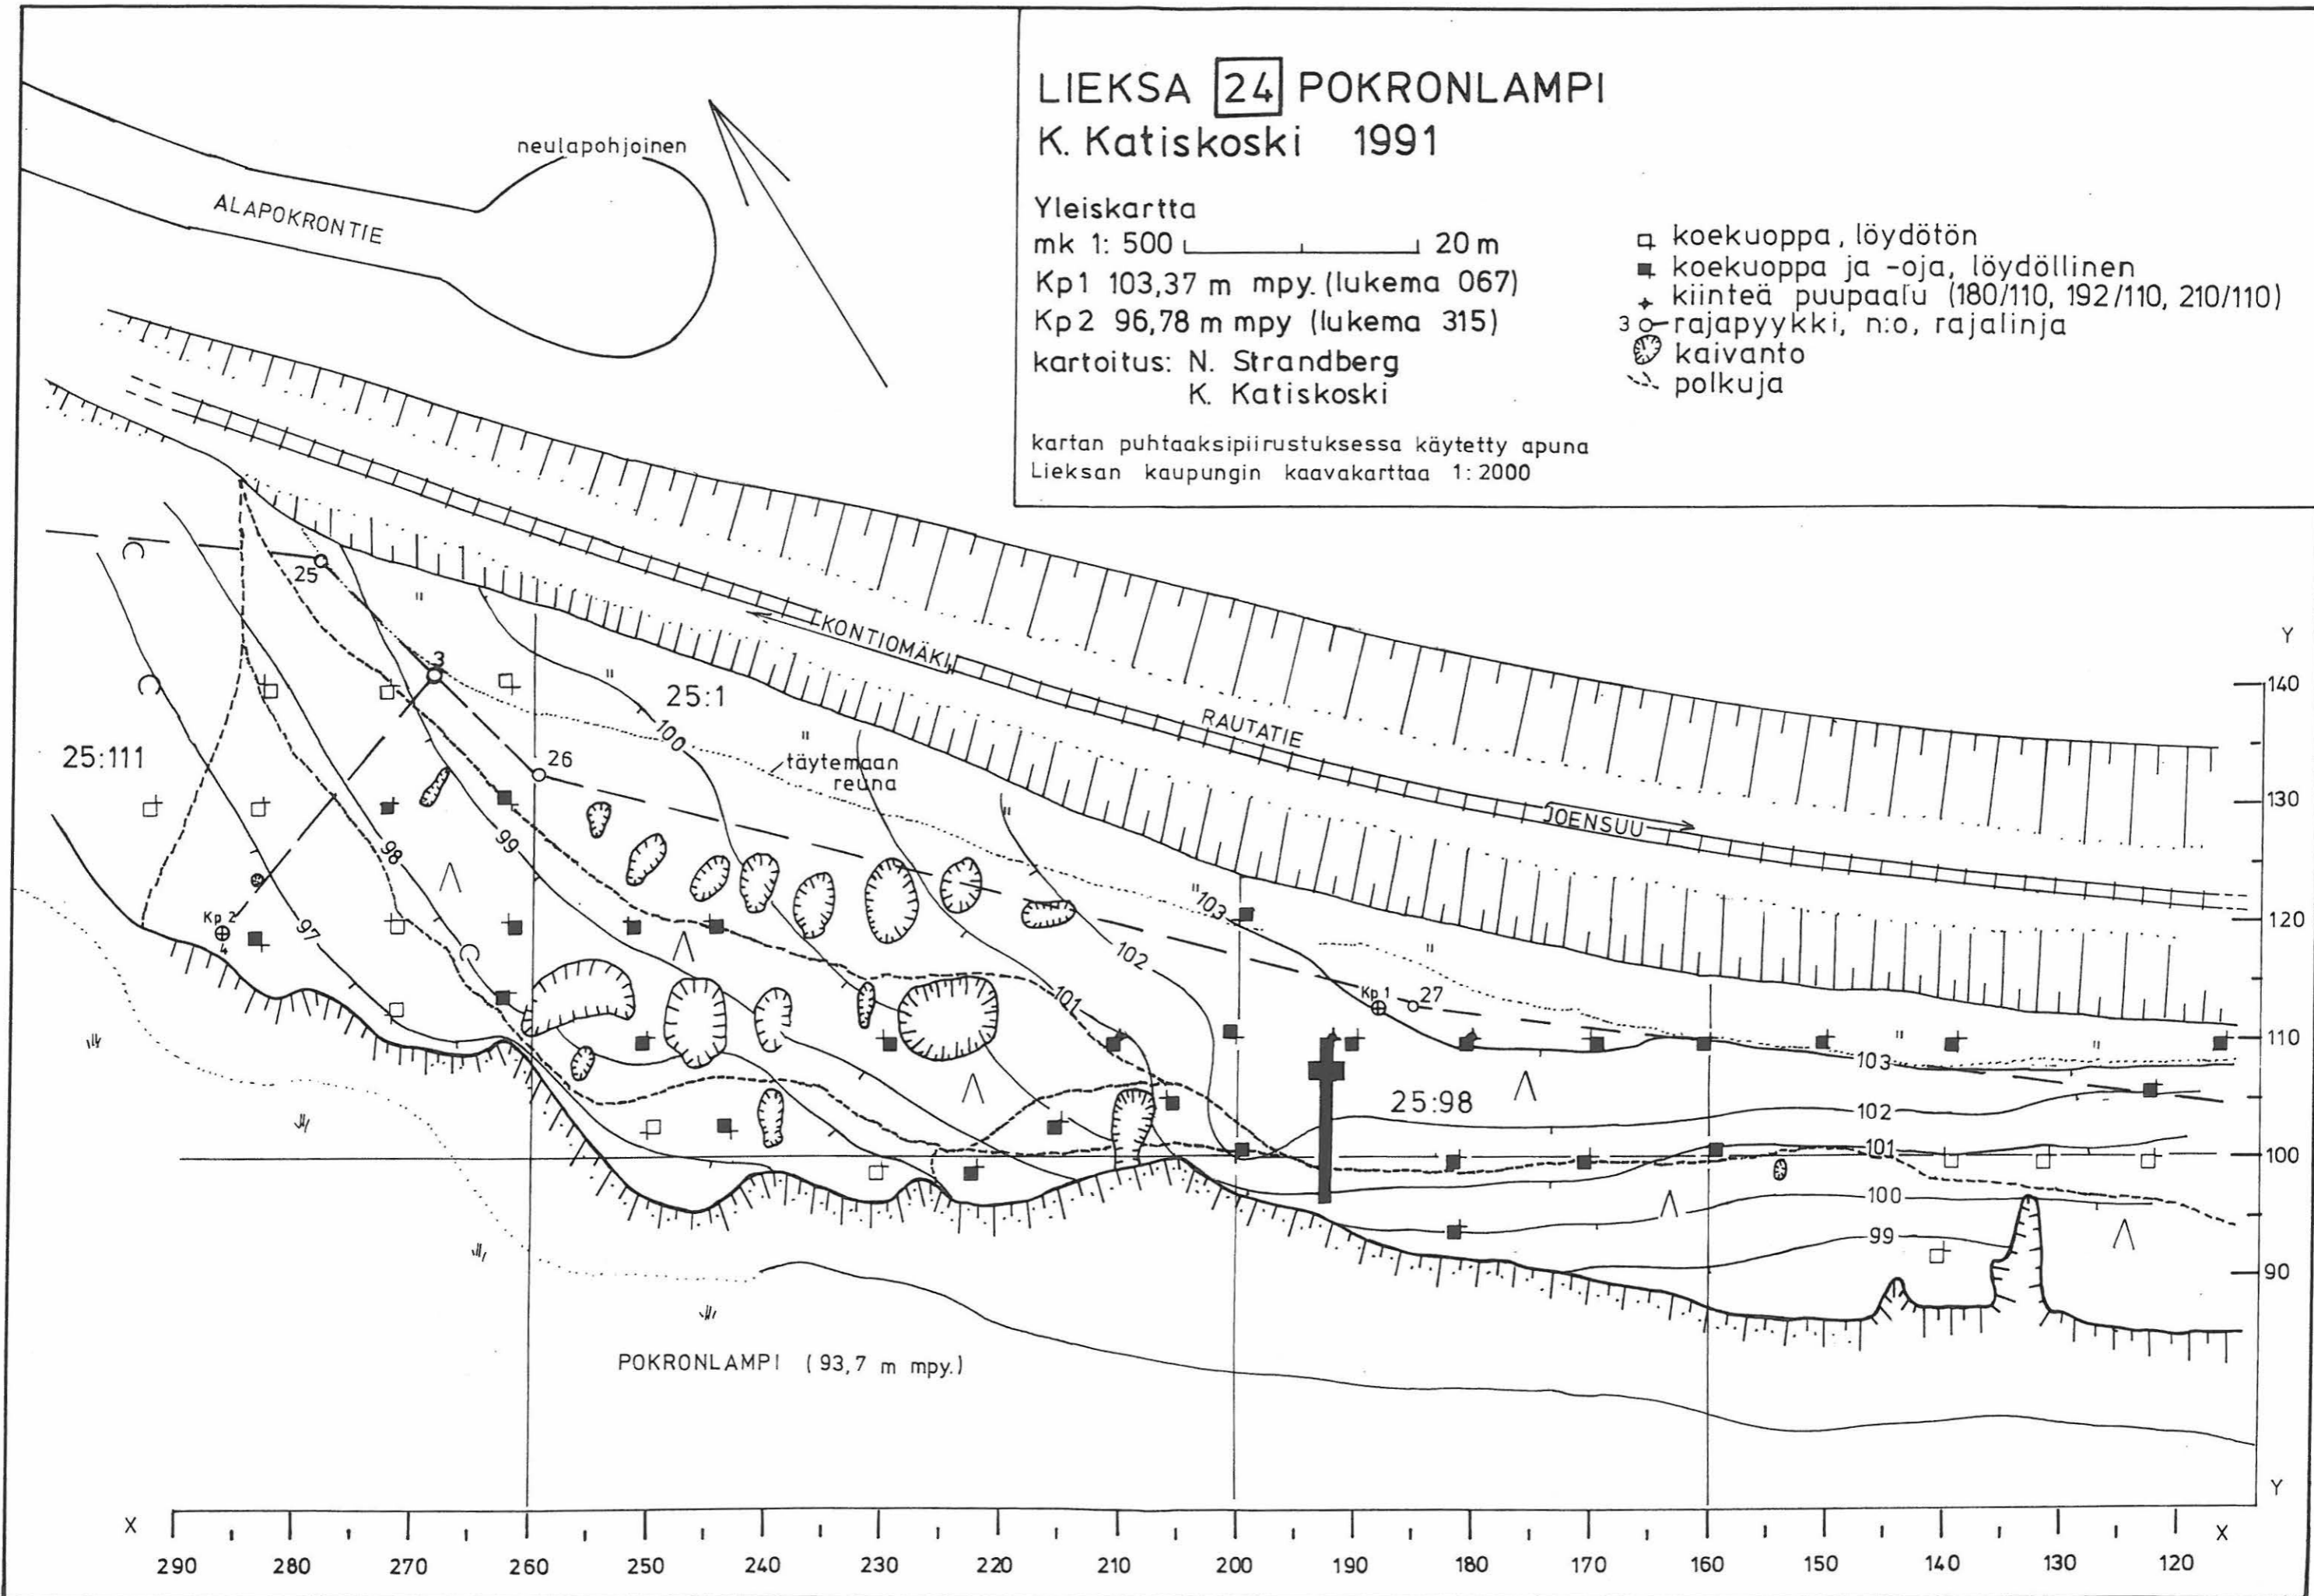 LIEKSA 24 POKRONLAMPI
K. Katiskoski 1991
Yleiskartta
mk 1: 500 20 m
Kp1 103,37 m mpy. (lukema 067)
Kp2 96,78 m mpy (lukema 315)
kartoitus: N. Strandberg
K. Katiskoski
kartan puhtaaksipiirustuksessa käytetty apuna
Lieksan kaupungin kaavakarttaa 1:2000
koekuoppa, löydötön
koekuoppa ja -oja, löydöllinen
kiinteä puupaalu (180/110, 192/110, 210/110)
3 rajapyykki, n:o, rajalinja
kaivanto
polkuja
neulapohjoinen
ALAPOKRONTIE
KONTIOMÄKI
RAUTATIE
JOENSUU
25
3
26
25:1
100
täytemaan
reuna
25:111
98
99
97
Kp 2
4
103
102
101
Kp 1
27
25:98
103
102
101
100
99
POKRONLAMPI (93,7 m mpy.)
Y
140
130
120
110
100
90
Y
X
X
290 280 270 260 250 240 230 220 210 200 190 180 170 160 150 140 130 120